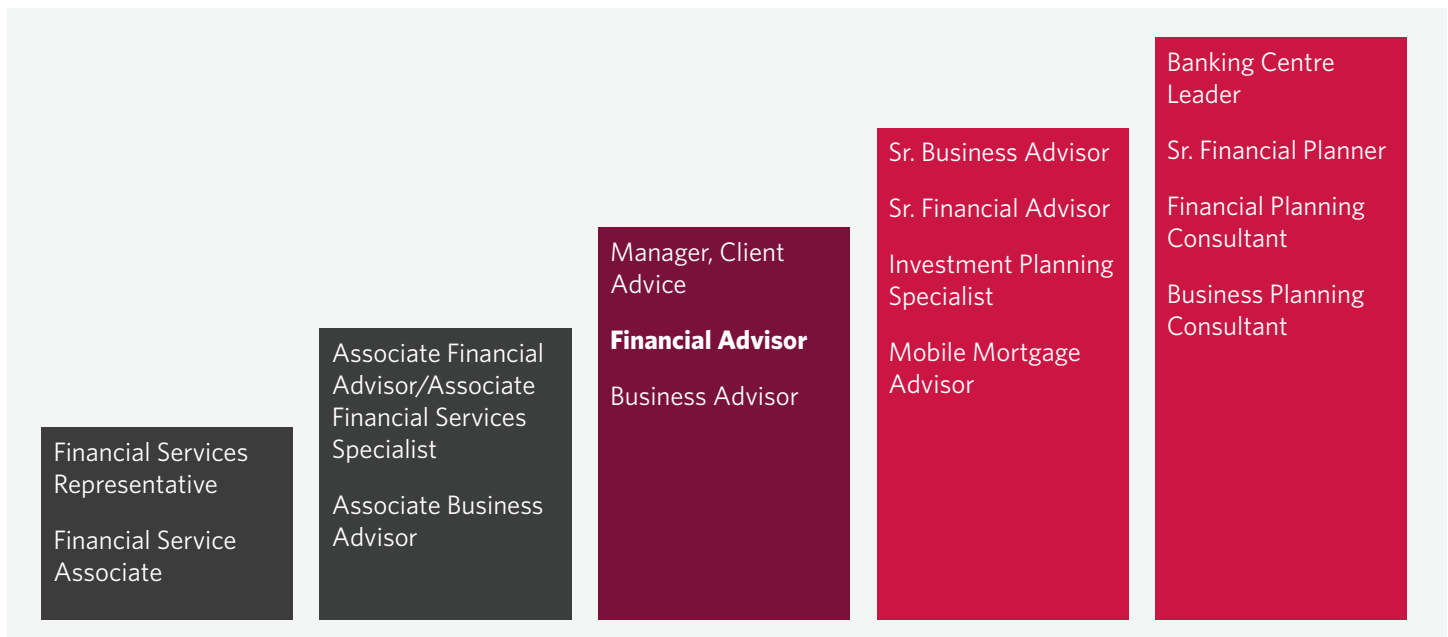 Financial Services
Representative
Financial Service
Associate
Associate Financial
Advisor/Associate
Financial Services
Specialist
Associate Business
Advisor
Manager, Client
Advice
Financial Advisor
Business Advisor
Sr. Business Advisor
Sr. Financial Advisor
Investment Planning
Specialist
Mobile Mortgage
Advisor
Banking Centre
Leader
Sr. Financial Planner
Financial Planning
Consultant
Business Planning
Consultant